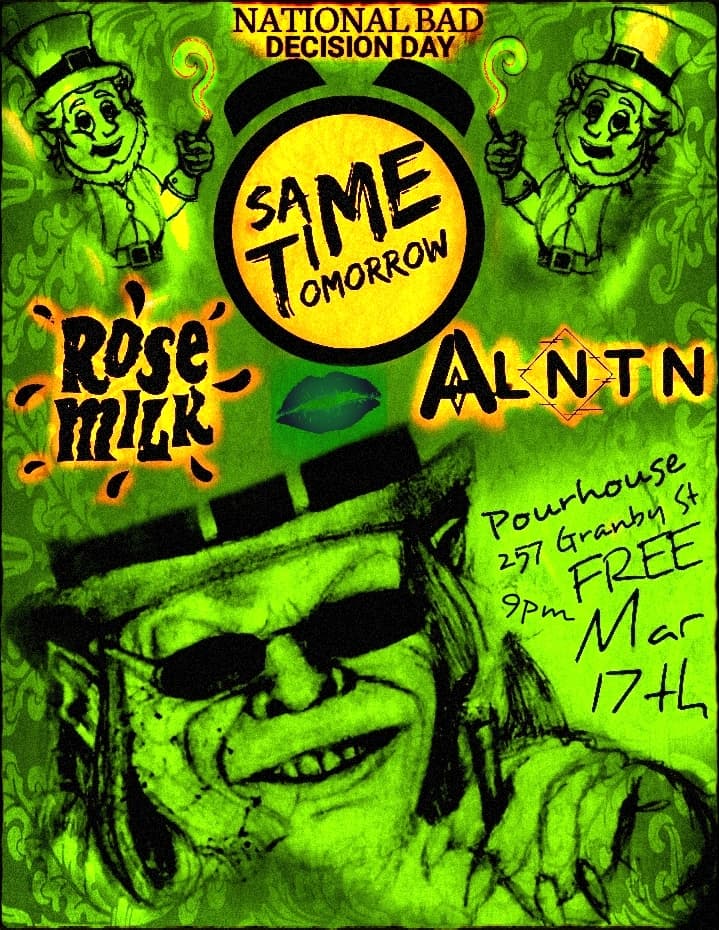 NATIONAL BAD
DECISION DAY
SAME
TiME
TOMORROW
ROSE
MILK
ALNTN
Pourhouse
257 Granby St
FREE
9pm
Mar
17th